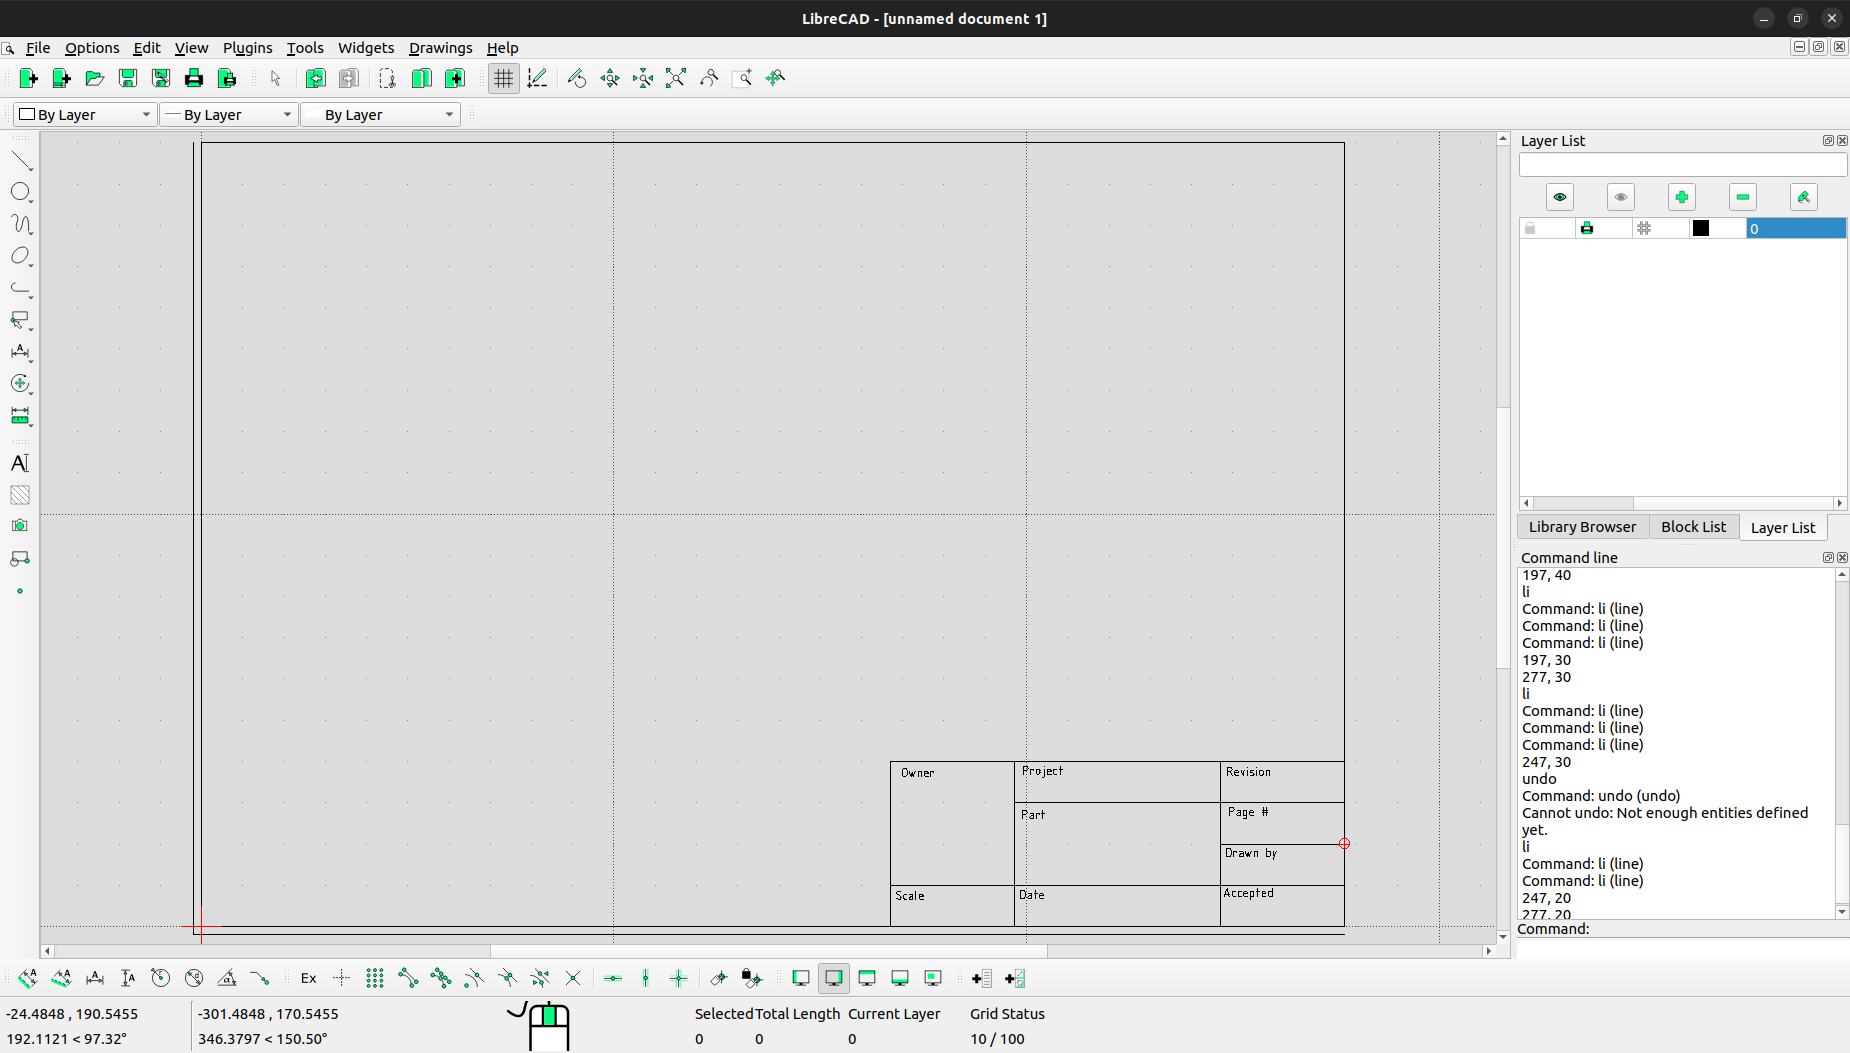 LibreCAD - [unnamed document 1]
File Options Edit View Plugins Tools Widgets Drawings Help
By Layer By Layer By Layer
Layer List
0
Library Browser Block List Layer List
Command line
197, 40
li
Command: li (line)
Command: li (line)
Command: li (line)
197, 30
277, 30
li
Command: li (line)
Command: li (line)
Command: li (line)
247, 30
undo
Command: undo (undo)
Cannot undo: Not enough entities defined
yet.
li
Command: li (line)
Command: li (line)
247, 20
277, 20
Command:
Owner Project Revision
Part Page #
Drawn by
Scale Date Accepted
Ex
-24.4848 , 190.5455 -301.4848 , 170.5455 Selected Total Length Current Layer Grid Status
192.1121 < 97.32° 346.3797 < 150.50° 0 0 0 10 / 100